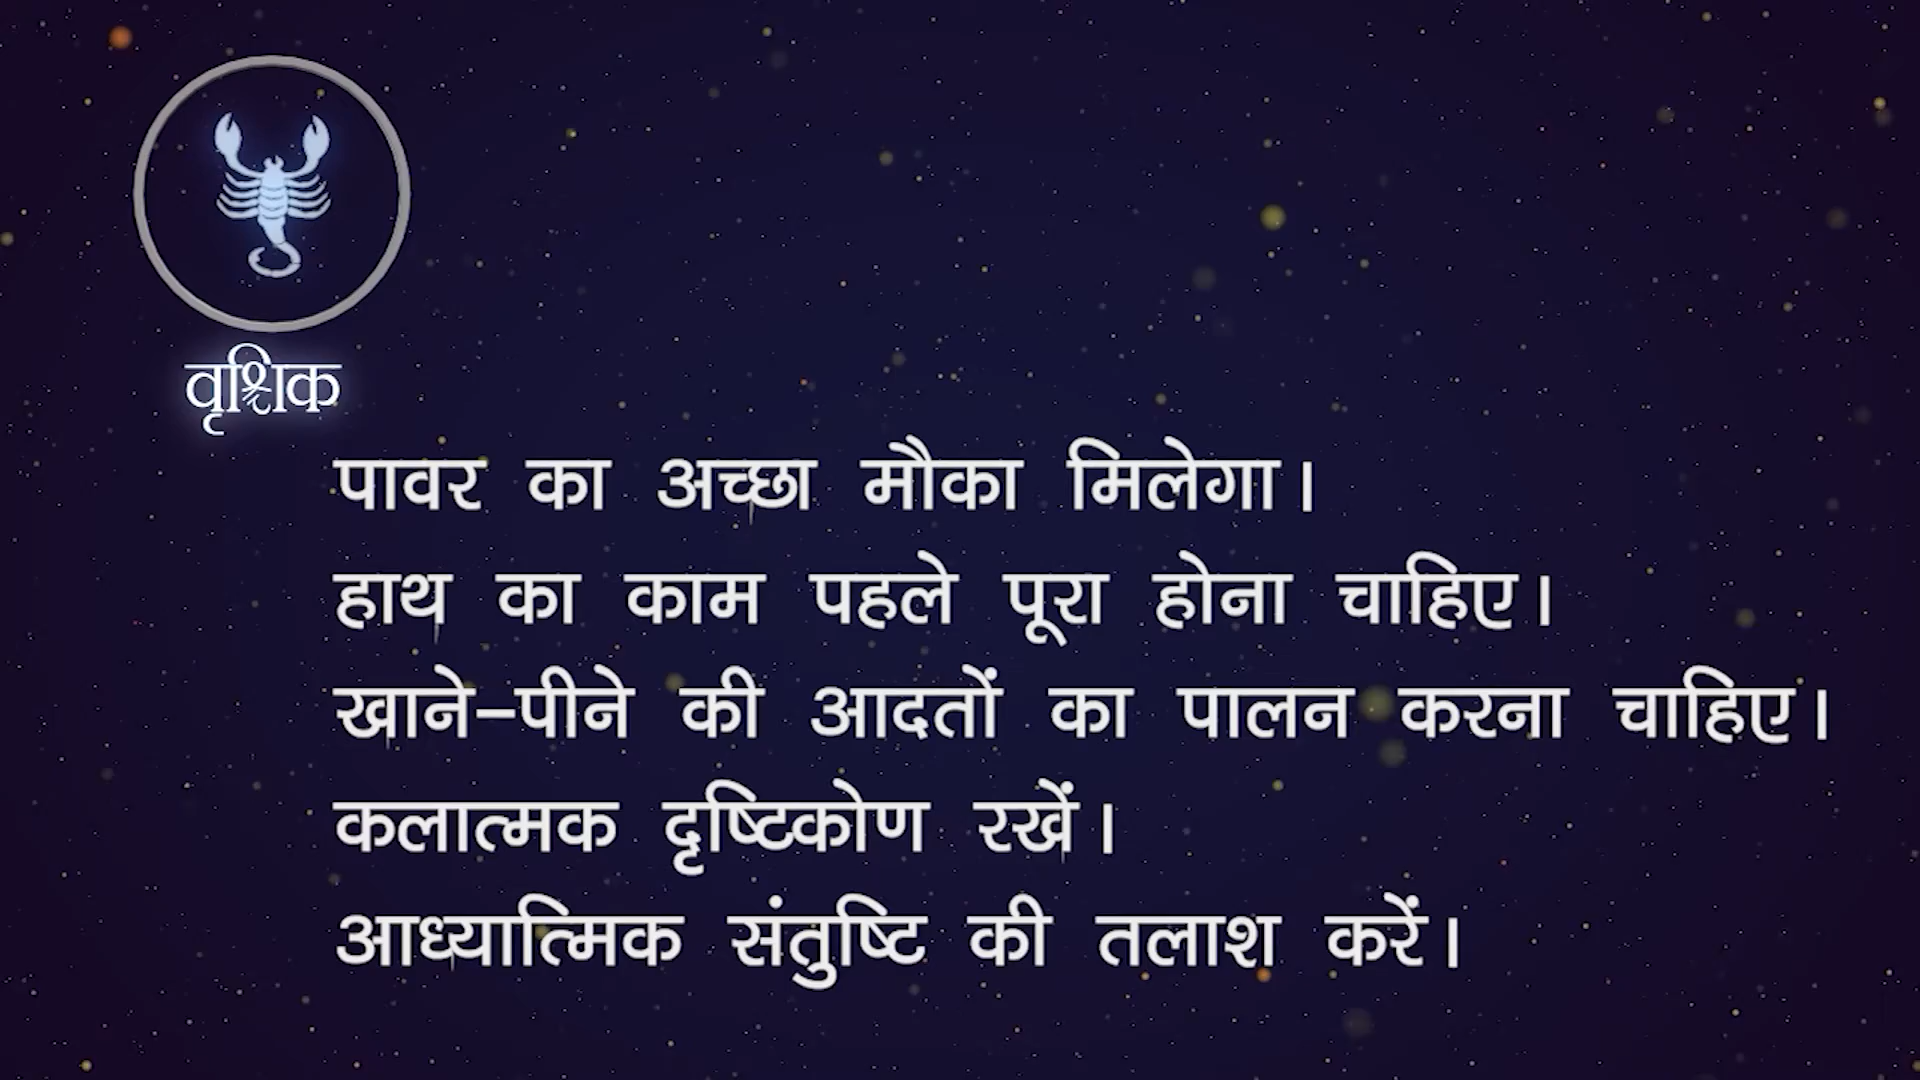 वृश्चिक
पावर का अच्छा मौका मिलेगा।
हाथ का काम पहले पूरा होना चाहिए।
खाने-पीने की आदतों का पालन करना चाहिए।
कलात्मक दृष्टिकोण रखें।
आध्यात्मिक संतुष्टि की तलाश करें।